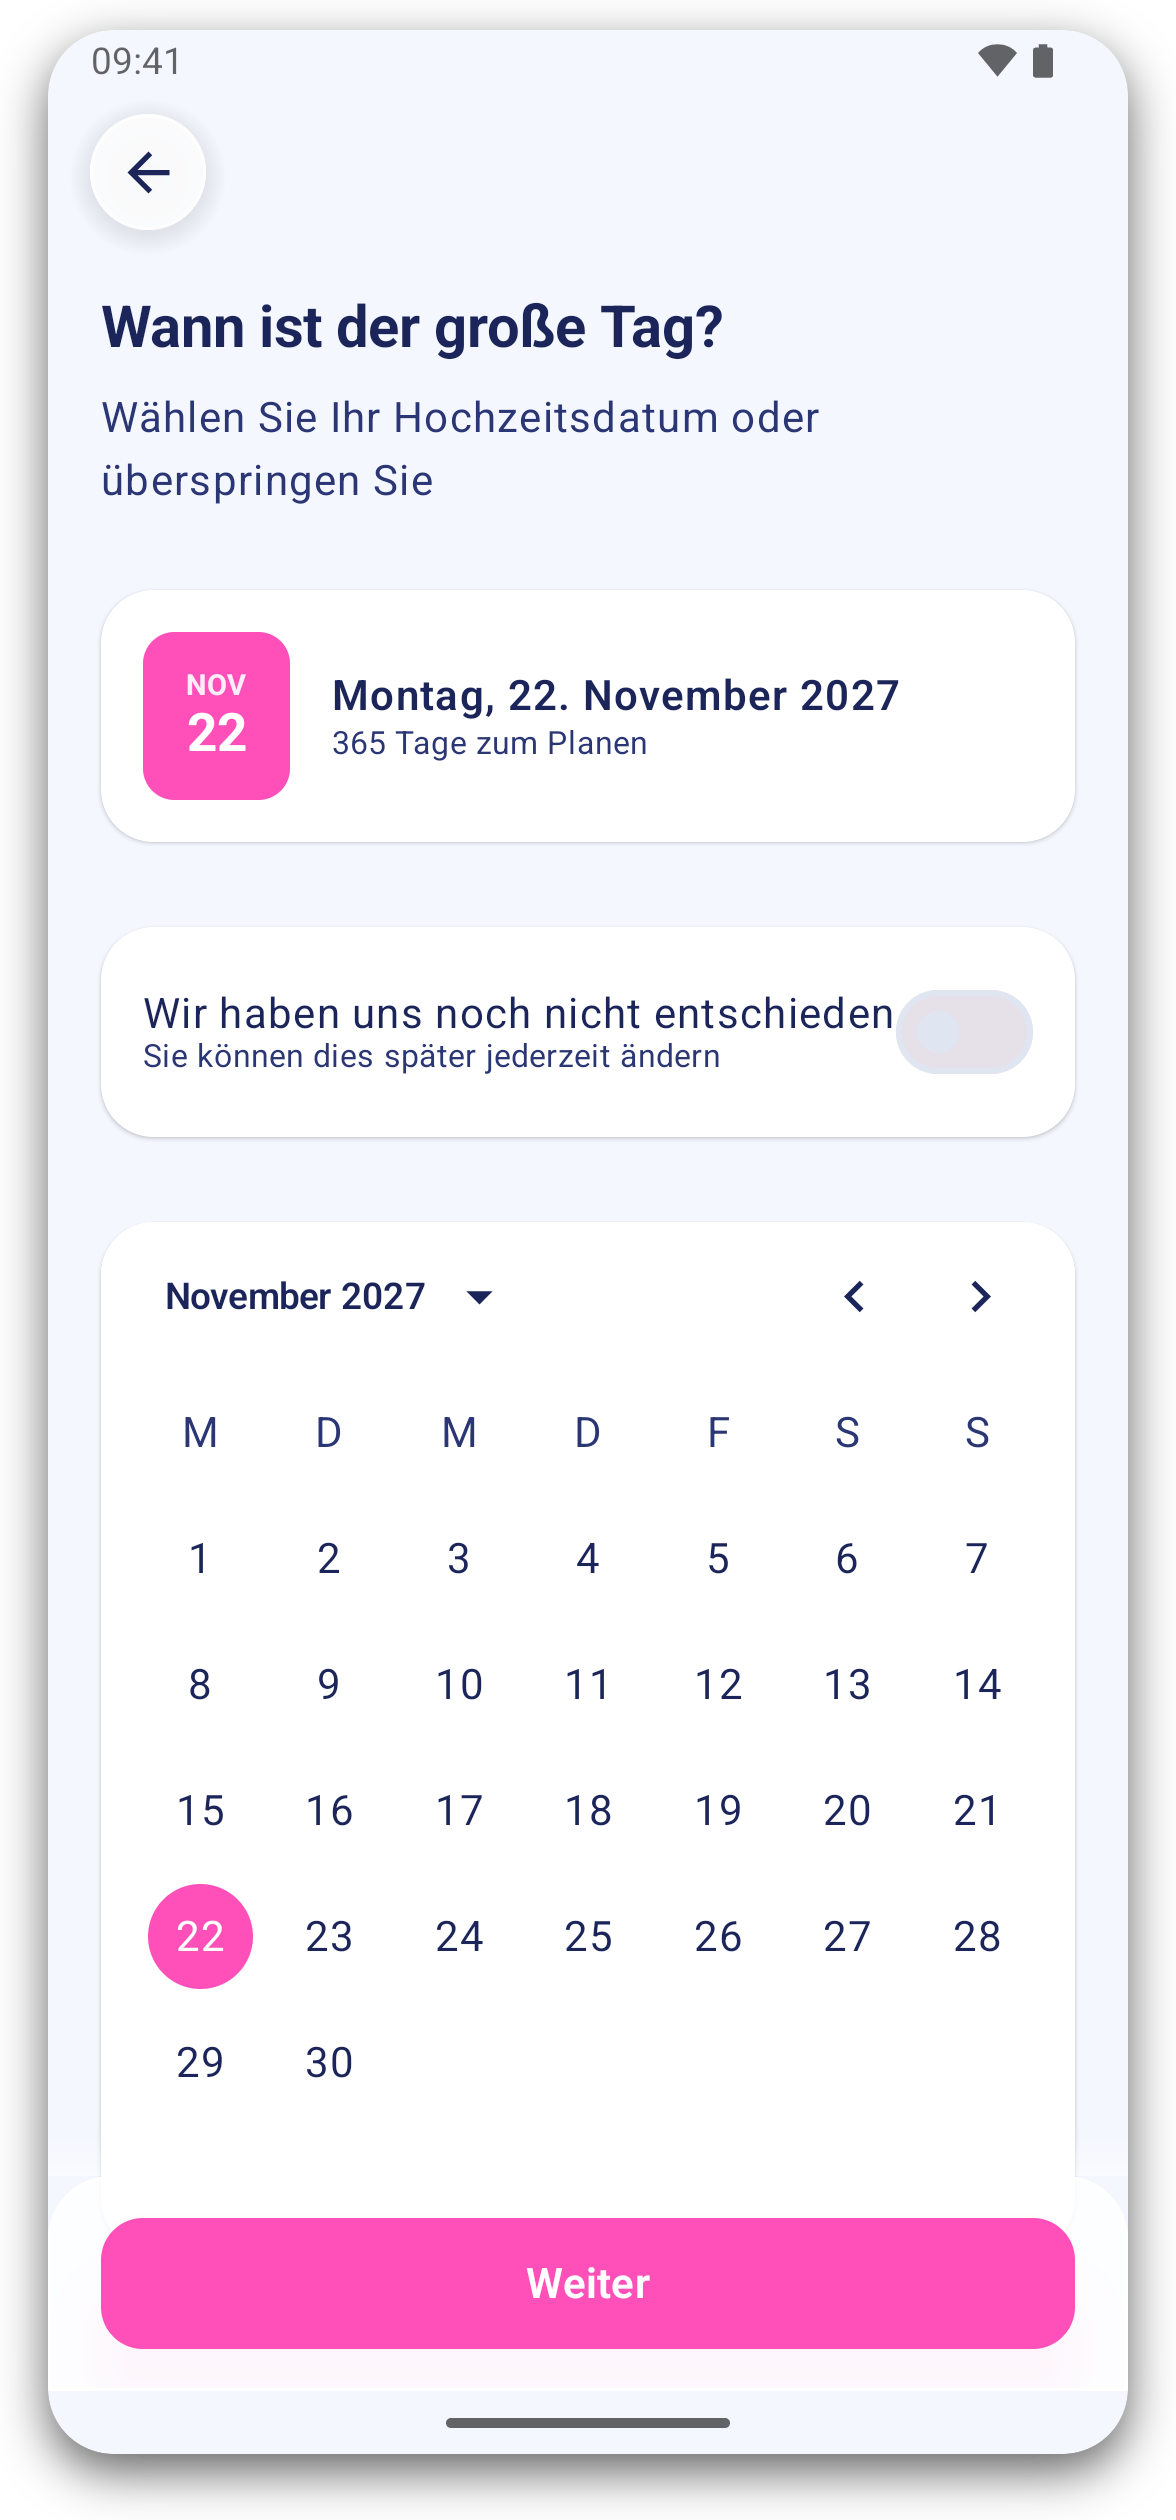 09:41
Wann ist der große Tag?
Wählen Sie Ihr Hochzeitsdatum oder
überspringen Sie
NOV
22
Montag, 22. November 2027
365 Tage zum Planen
Wir haben uns noch nicht entschieden
Sie können dies später jederzeit ändern
November 2027
M D M D F S S
1 2 3 4 5 6 7
8 9 10 11 12 13 14
15 16 17 18 19 20 21
22 23 24 25 26 27 28
29 30
Weiter